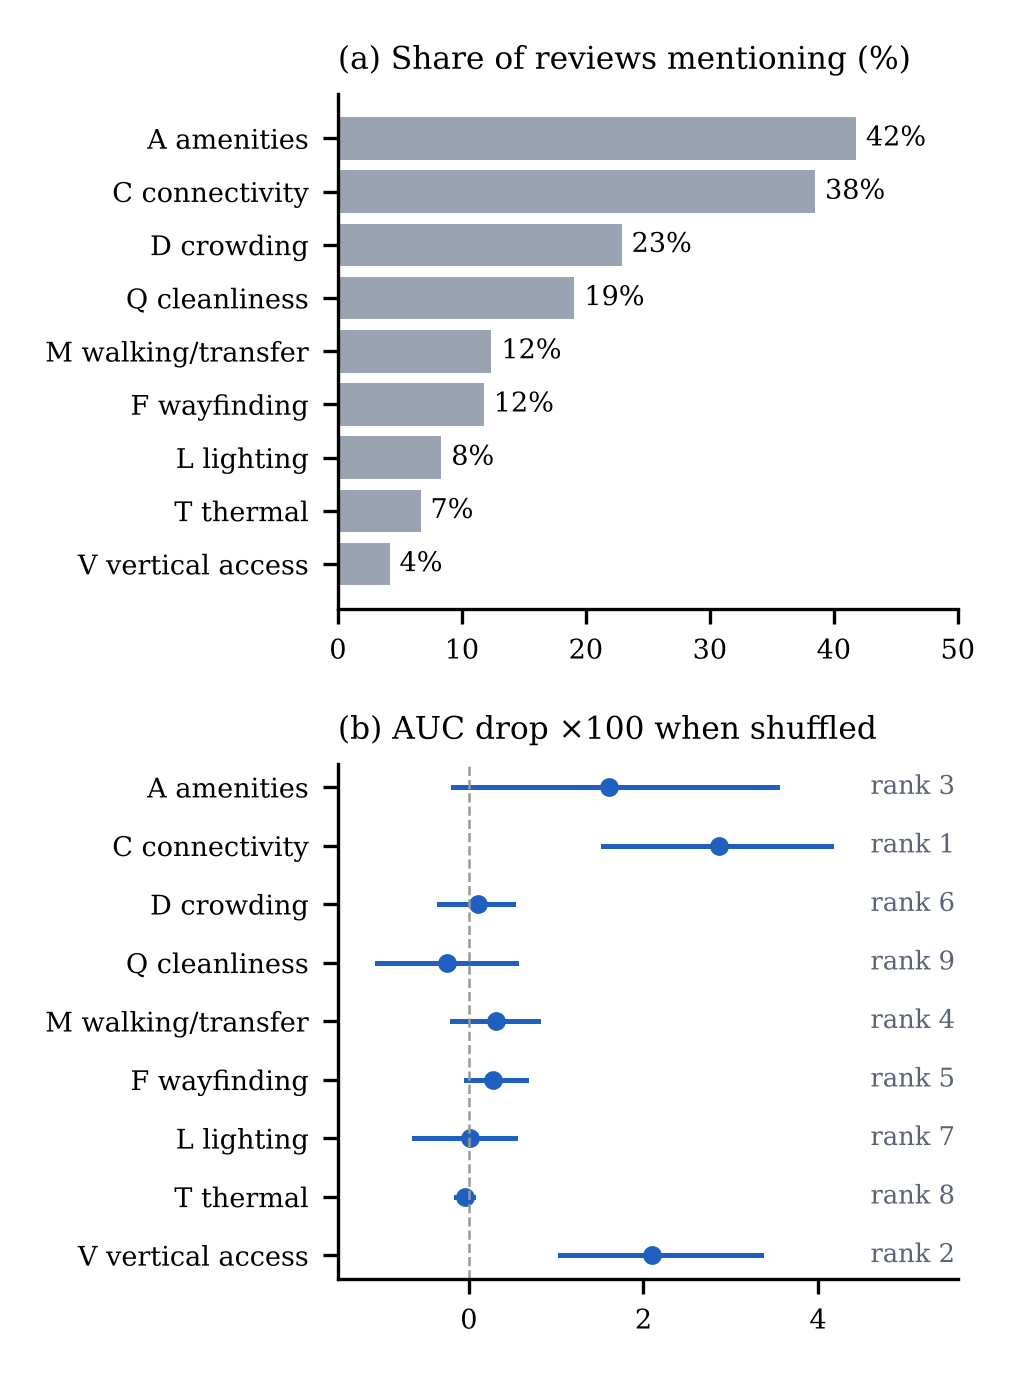 (a) Share of reviews mentioning (%)
A amenities 42%
C connectivity 38%
D crowding 23%
Q cleanliness 19%
M walking/transfer 12%
F wayfinding 12%
L lighting 8%
T thermal 7%
V vertical access 4%
0 10 20 30 40 50
(b) AUC drop ×100 when shuffled
A amenities rank 3
C connectivity rank 1
D crowding rank 6
Q cleanliness rank 9
M walking/transfer rank 4
F wayfinding rank 5
L lighting rank 7
T thermal rank 8
V vertical access rank 2
0 2 4